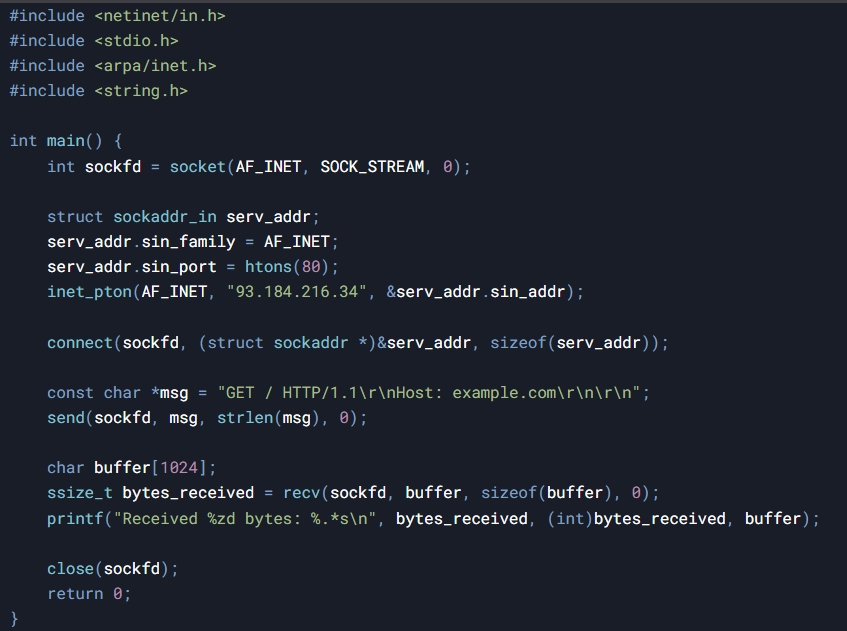 #include <netinet/in.h>
#include <stdio.h>
#include <arpa/inet.h>
#include <string.h>

int main() {
    int sockfd = socket(AF_INET, SOCK_STREAM, 0);

    struct sockaddr_in serv_addr;
    serv_addr.sin_family = AF_INET;
    serv_addr.sin_port = htons(80);
    inet_pton(AF_INET, "93.184.216.34", &serv_addr.sin_addr);

    connect(sockfd, (struct sockaddr *)&serv_addr, sizeof(serv_addr));

    const char *msg = "GET / HTTP/1.1\r\nHost: example.com\r\n\r\n";
    send(sockfd, msg, strlen(msg), 0);

    char buffer[1024];
    ssize_t bytes_received = recv(sockfd, buffer, sizeof(buffer), 0);
    printf("Received %zd bytes: %.*s\n", bytes_received, (int)bytes_received, buffer);

    close(sockfd);
    return 0;
}